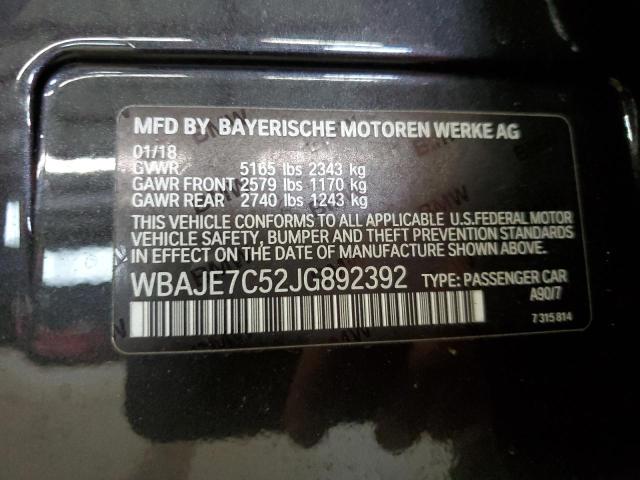 MFD BY BAYERISCHE MOTOREN WERKE AG
01/18
GVWR 5165 lbs 2343 kg
GAWR FRONT 2579 lbs 1170 kg
GAWR REAR 2740 lbs 1243 kg
THIS VEHICLE CONFORMS TO ALL APPLICABLE U.S.FEDERAL MOTOR
VEHICLE SAFETY, BUMPER AND THEFT PREVENTION STANDARDS
IN EFFECT ON THE DATE OF MANUFACTURE SHOWN ABOVE.
WBAJE7C52JG892392 TYPE: PASSENGER CAR
A90/7
7 315 814